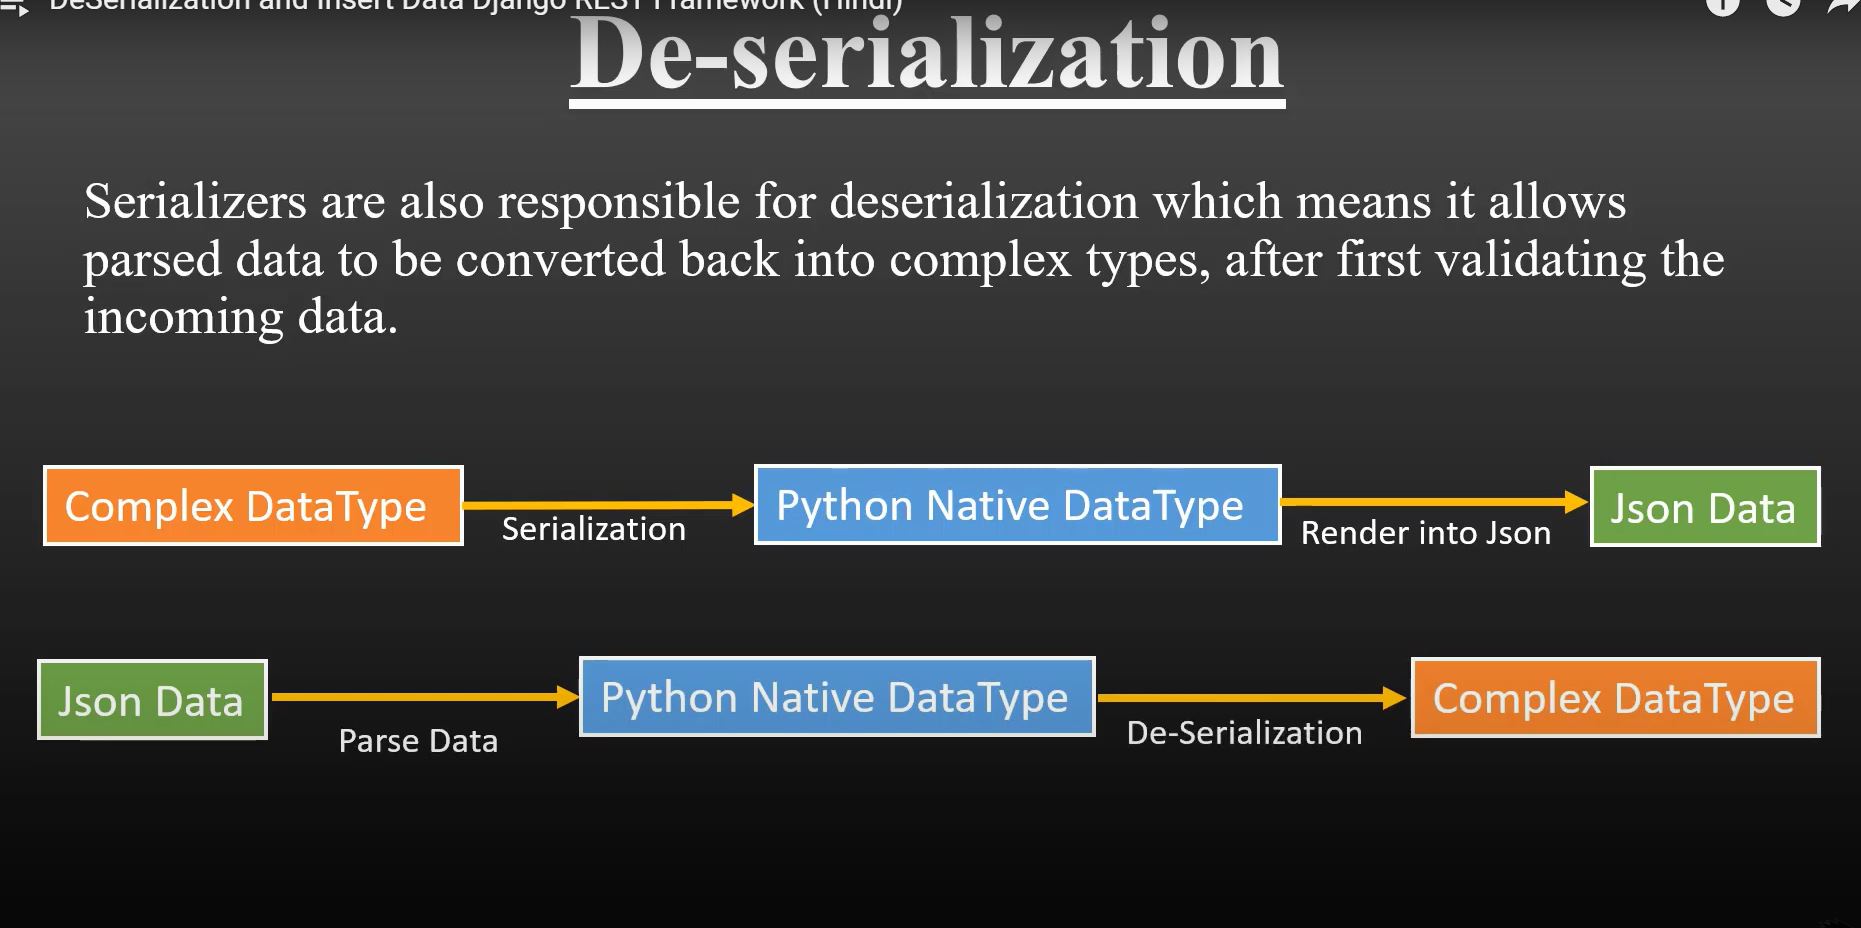 DeSerialization and Insert Data Django REST Framework (Hindi)
De-serialization
Serializers are also responsible for deserialization which means it allows
parsed data to be converted back into complex types, after first validating the
incoming data.
Complex DataType
Serialization
Python Native DataType
Render into Json
Json Data
Json Data
Parse Data
Python Native DataType
De-Serialization
Complex DataType